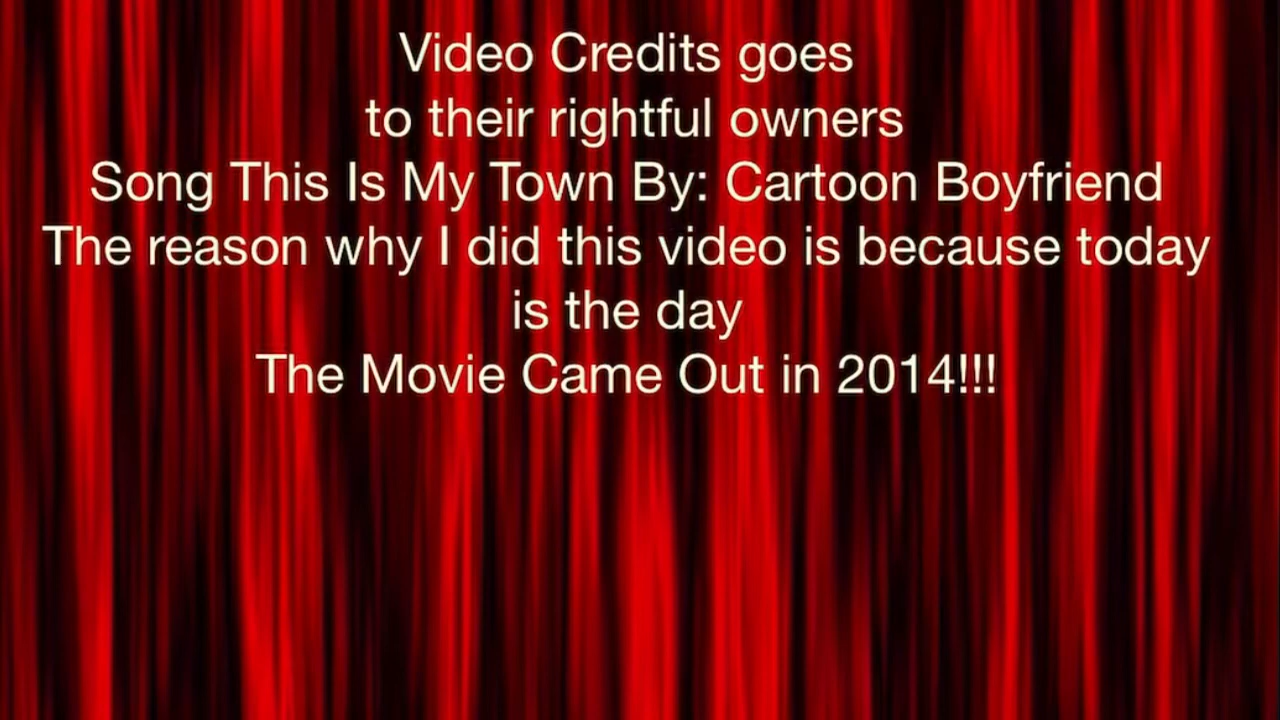 Video Credits goes
to their rightful owners
Song This Is My Town By: Cartoon Boyfriend
The reason why I did this video is because today
is the day
The Movie Came Out in 2014!!!